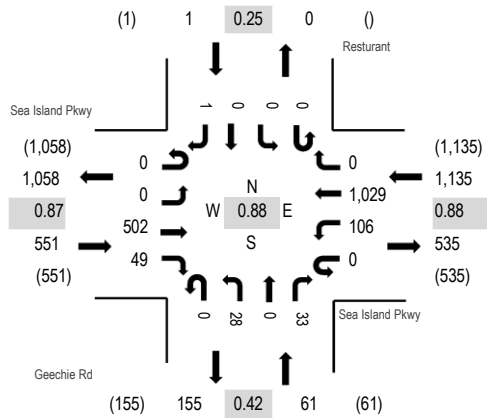 (1) 1 0.25 0 ()
Resturant
Sea Island Pkwy
1 0 0 0
(1,058) 0 0 (1,135)
1,058 0 N 1,029 1,135
0.87 W 0.88 E 0.88
551 502 S 106 535
(551) 49 0 (535)
0 28 0 33
Sea Island Pkwy
Geechie Rd
(155) 155 0.42 61 (61)